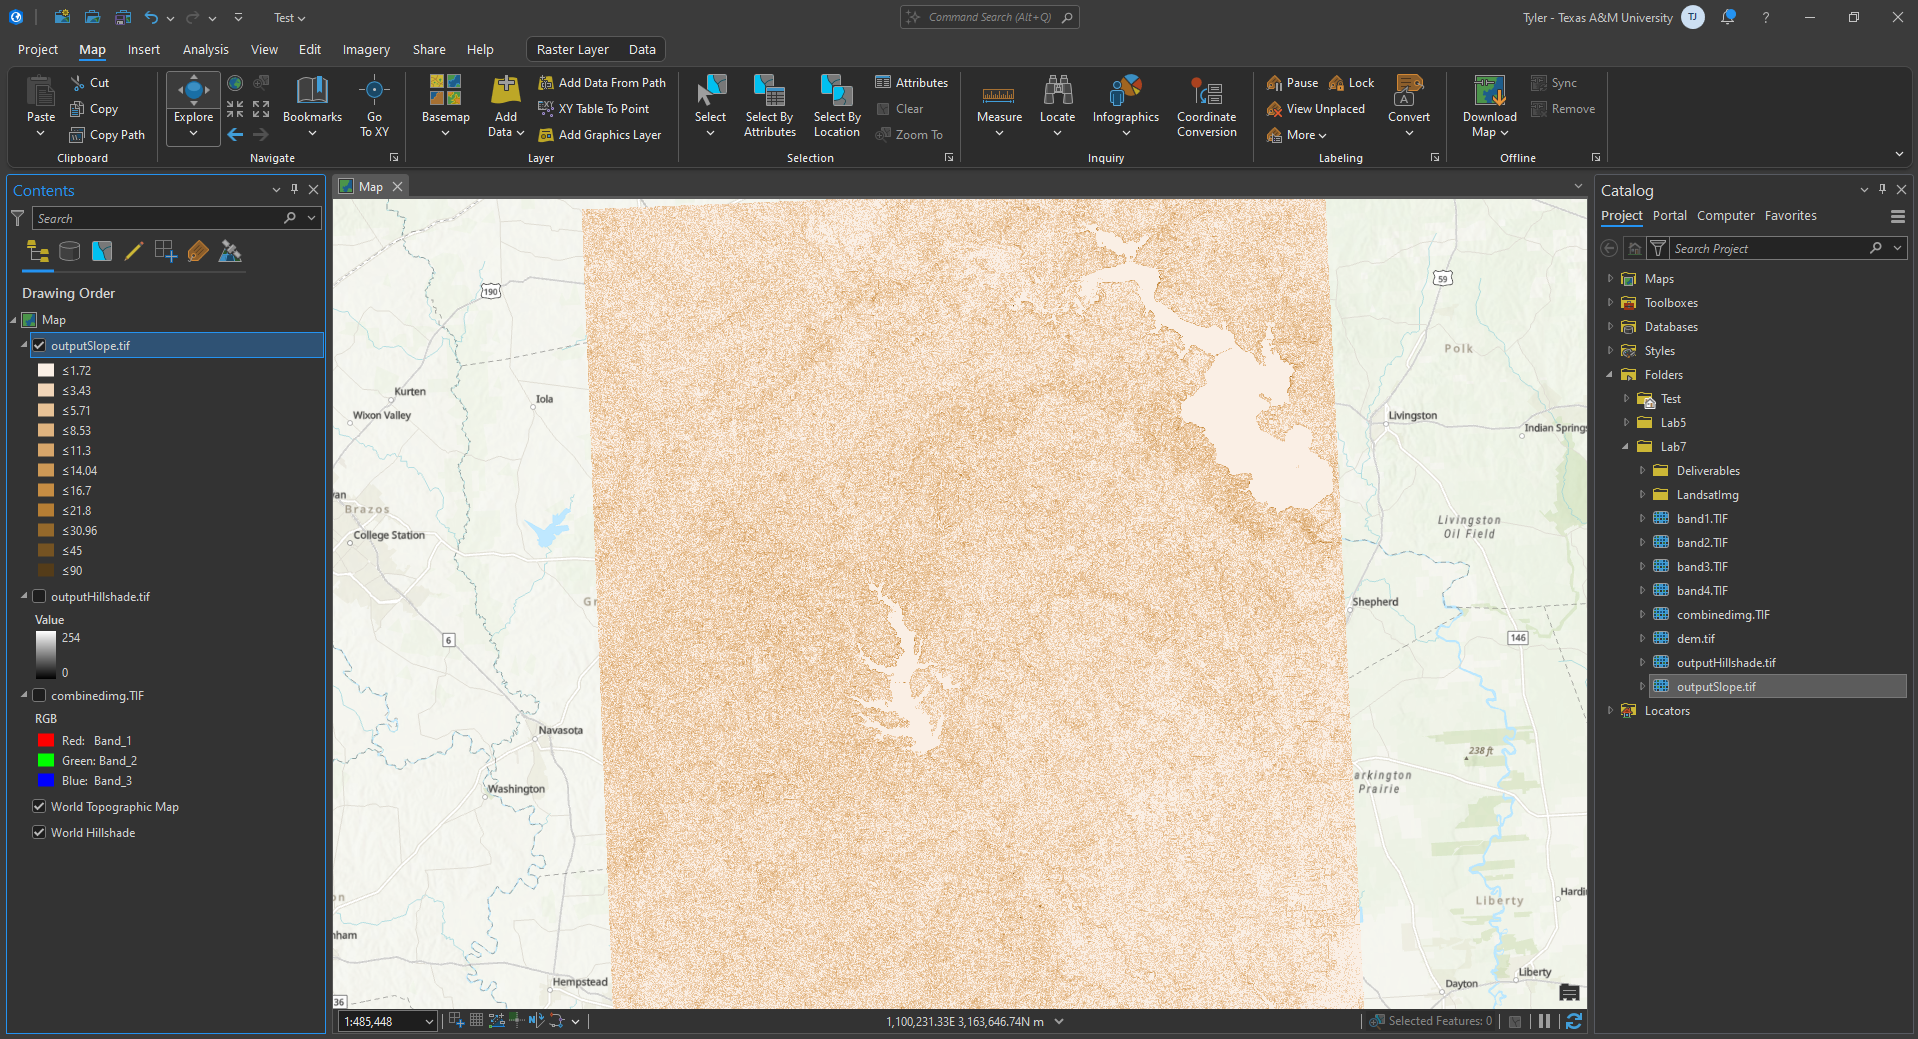 Test
Command Search (Alt+Q)
Tyler - Texas A&M University
TJ
?
Project
Map
Insert
Analysis
View
Edit
Imagery
Share
Help
Raster Layer
Data
Paste
Cut
Copy
Copy Path
Clipboard
Explore
Bookmarks
Go
To XY
Navigate
Basemap
Add
Data
Add Data From Path
XY Table To Point
Add Graphics Layer
Layer
Select
Select By
Attributes
Select By
Location
Attributes
Clear
Zoom To
Selection
Measure
Locate
Infographics
Coordinate
Conversion
Inquiry
Pause
Lock
View Unplaced
More
Convert
Labeling
Download
Map
Sync
Remove
Offline
Contents
Search
Drawing Order
Map
outputSlope.tif
≤1.72
≤3.43
≤5.71
≤8.53
≤11.3
≤14.04
≤16.7
≤21.8
≤30.96
≤45
≤90
outputHillshade.tif
Value
254
0
combinedimg.TIF
RGB
Red: Band_1
Green: Band_2
Blue: Band_3
World Topographic Map
World Hillshade
Map
190
59
Polk
Kurten
Iola
Wixon Valley
Livingston
Indian Springs
an
Brazos
College Station
Livingston
Oil Field
Gr
Shepherd
6
146
Navasota
238 ft
arkington
Prairie
Washington
Hardi
Liberty
on
nham
Hempstead
Liberty
Dayton
36
1:485,448
1,100,231.33E 3,163,646.74N m
Selected Features: 0
Catalog
Project
Portal
Computer
Favorites
Search Project
Maps
Toolboxes
Databases
Styles
Folders
Test
Lab5
Lab7
Deliverables
LandsatImg
band1.TIF
band2.TIF
band3.TIF
band4.TIF
combinedimg.TIF
dem.tif
outputHillshade.tif
outputSlope.tif
Locators